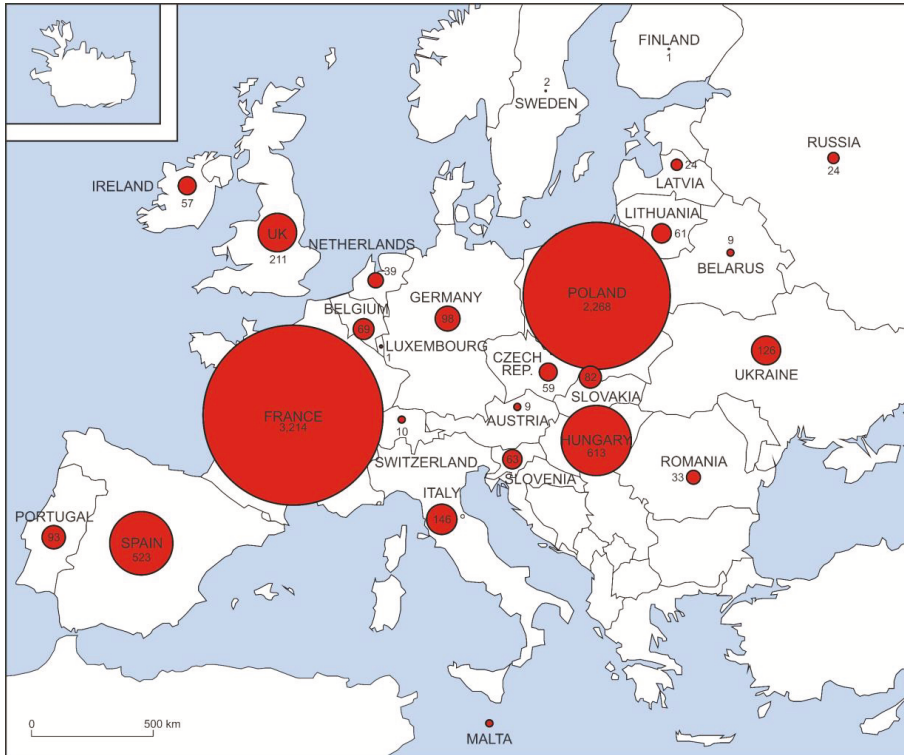 FINLAND
1
2
SWEDEN
RUSSIA
24
24
LATVIA
IRELAND
57
LITHUANIA
61
UK
211
NETHERLANDS
39
9
BELARUS
GERMANY
98
POLAND
2,268
BELGIUM
69
LUXEMBOURG
1
CZECH
REP.
59
82
SLOVAKIA
126
UKRAINE
FRANCE
3,214
9
AUSTRIA
10
SWITZERLAND
HUNGARY
613
63
SLOVENIA
ROMANIA
33
ITALY
146
PORTUGAL
93
SPAIN
523
0 500 km
MALTA